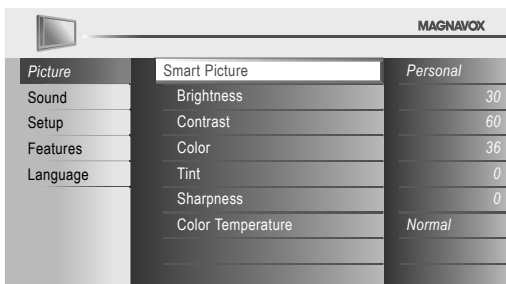 MAGNAVOX
Picture Smart Picture Personal
Sound Brightness 30
Setup Contrast 60
Features Color 36
Language Tint 0
Sharpness 0
Color Temperature Normal